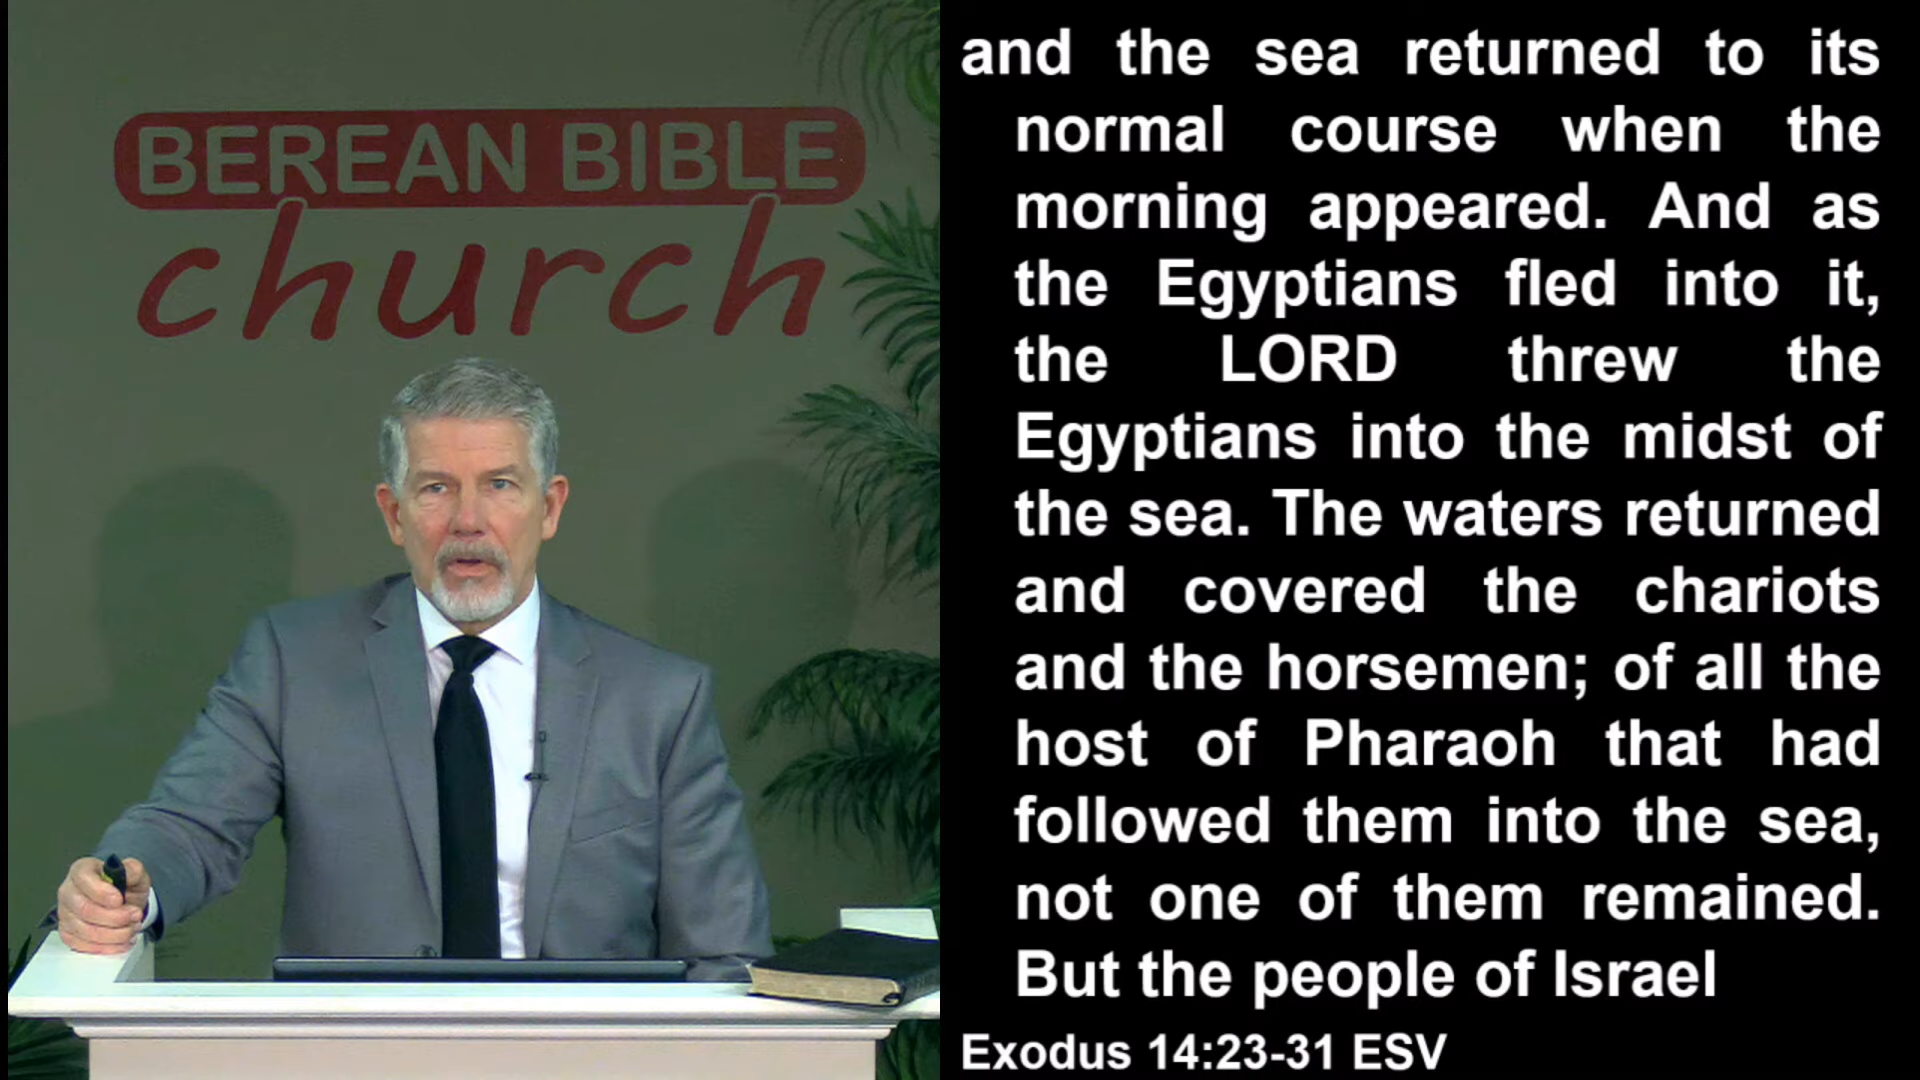 BEREAN BIBLE
church
and the sea returned to its
normal course when the
morning appeared. And as
the Egyptians fled into it,
the LORD threw the
Egyptians into the midst of
the sea. The waters returned
and covered the chariots
and the horsemen; of all the
host of Pharaoh that had
followed them into the sea,
not one of them remained.
But the people of Israel
Exodus 14:23-31 ESV